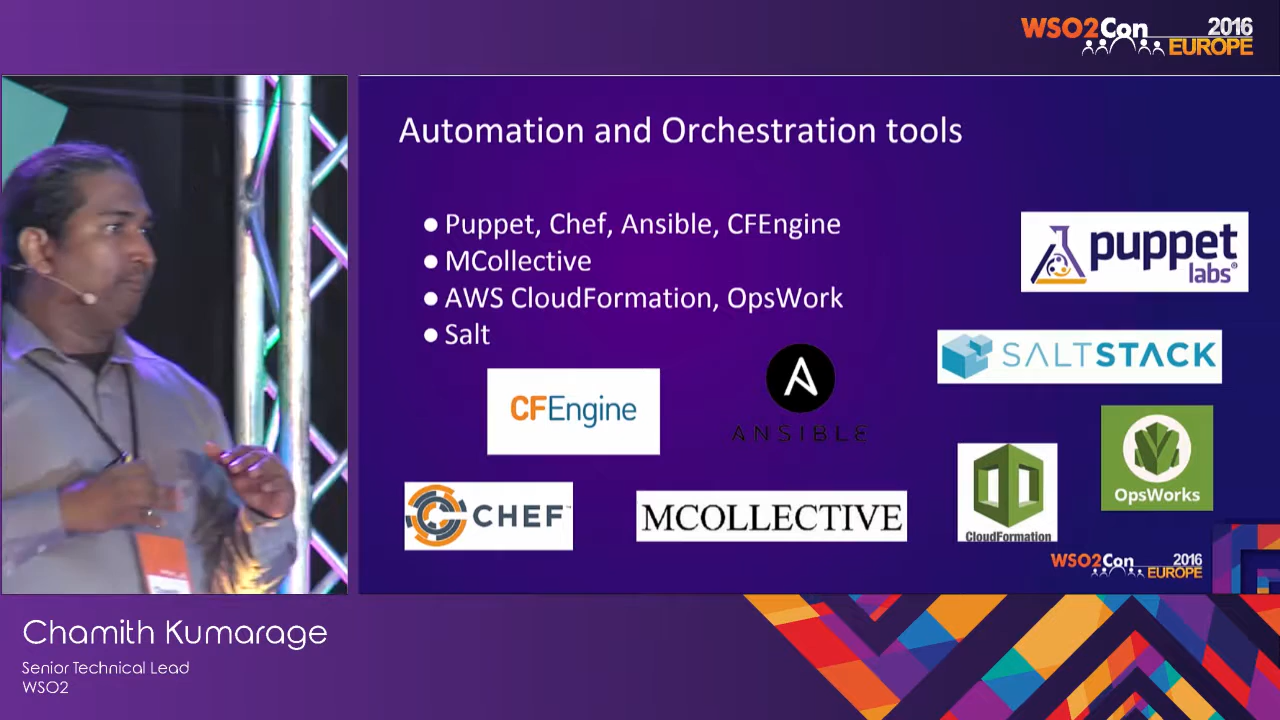 WSO2Con 2016
EUROPE
Automation and Orchestration tools
● Puppet, Chef, Ansible, CFEngine
● MCollective
● AWS CloudFormation, OpsWork
● Salt
puppet
labs®
SALTSTACK
CFEngine
ANSIBLE
OpsWorks
CHEF™
MCOLLECTIVE
CloudFormation
WSO2Con 2016
EUROPE
Chamith Kumarage
Senior Technical Lead
WSO2